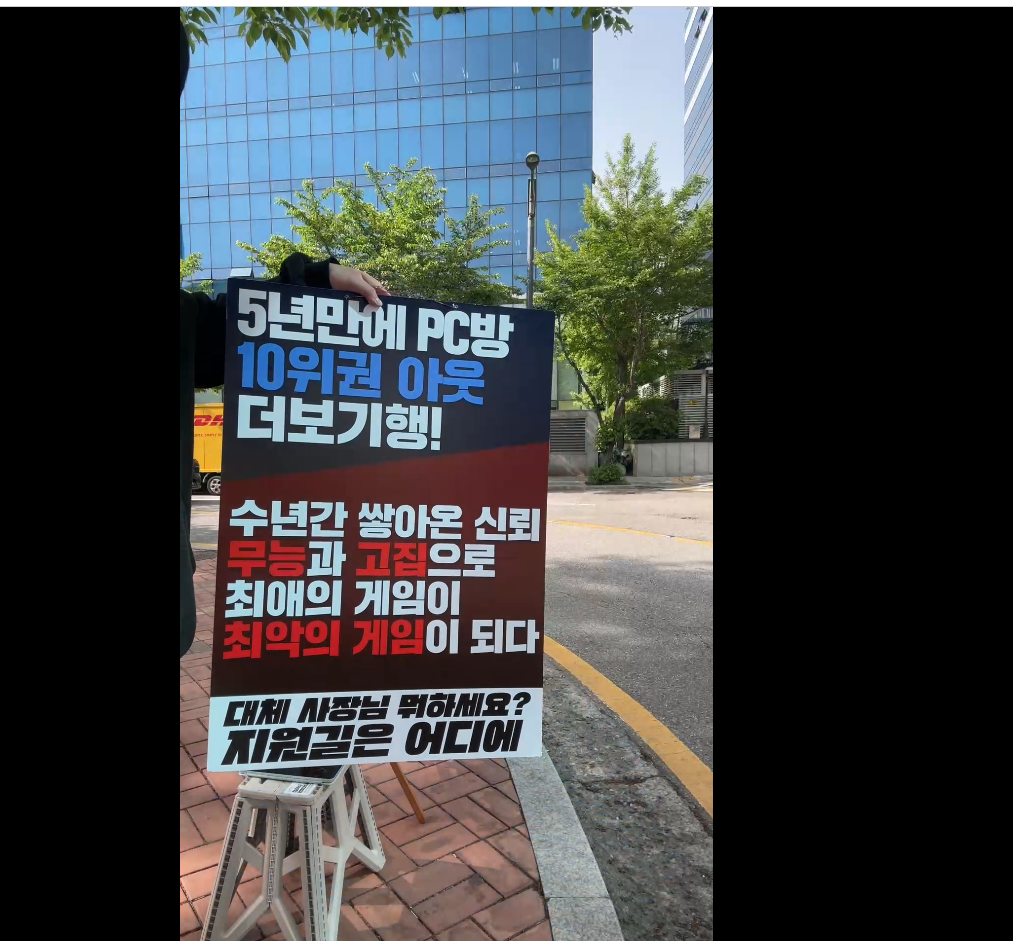 5년만에 PC방
10위권 아웃
더보기행!
수년간 쌓아온 신뢰
무능과 고집으로
최애의 게임이
최악의 게임이 되다
대체 사장님 뭐하세요?
지원길은 어디에